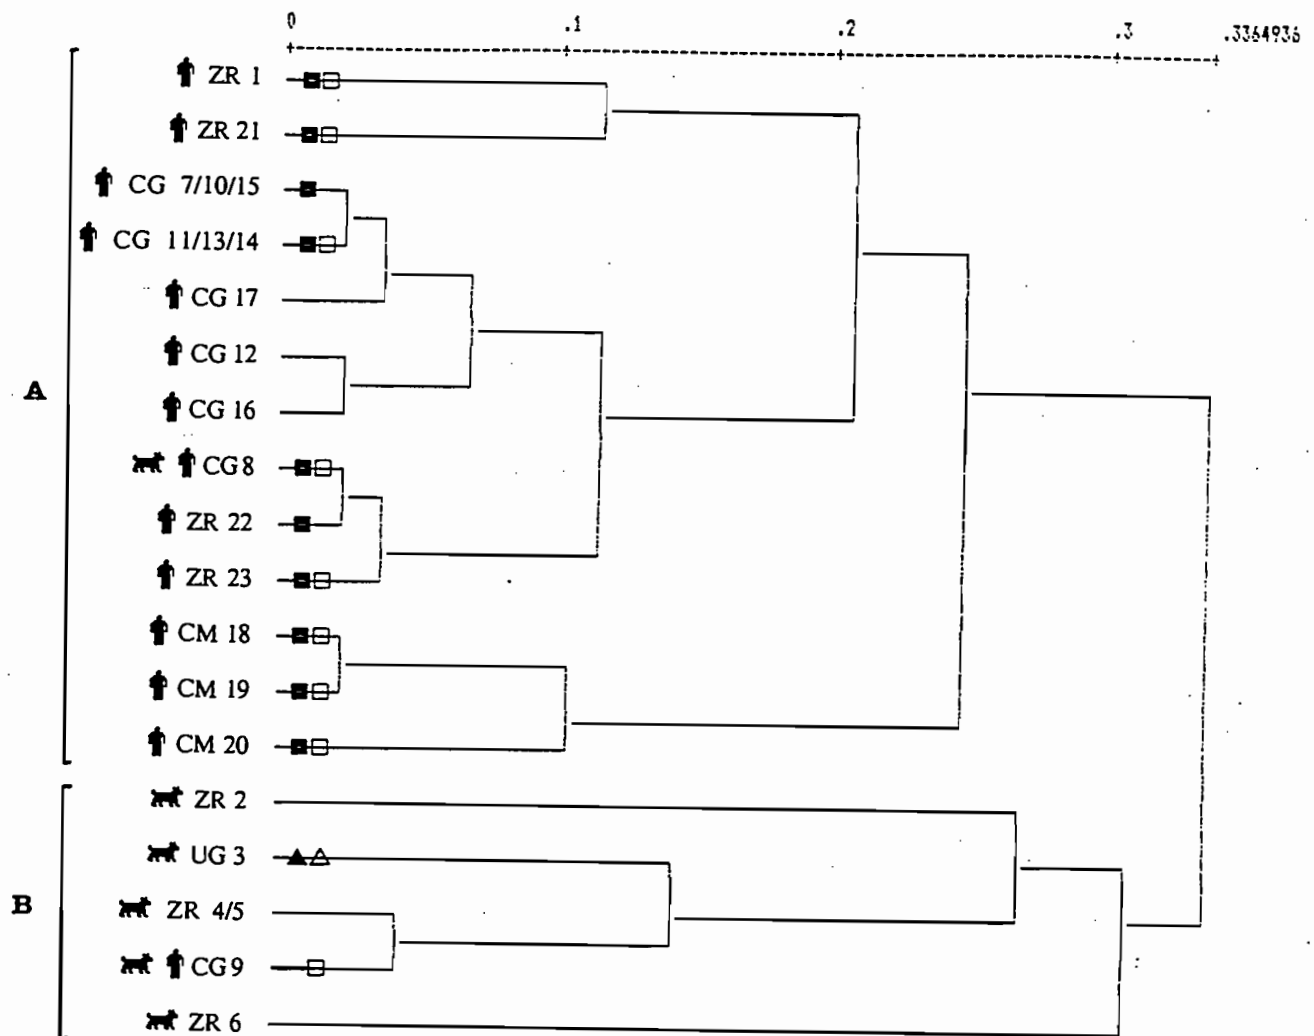 0 .1 .2 .3 .3364936
ZR 1
ZR 21
CG 7/10/15
CG 11/13/14
CG 17
CG 12
A
CG 16
CG 8
ZR 22
ZR 23
CM 18
CM 19
CM 20
ZR 2
UG 3
B
ZR 4/5
CG 9
ZR 6